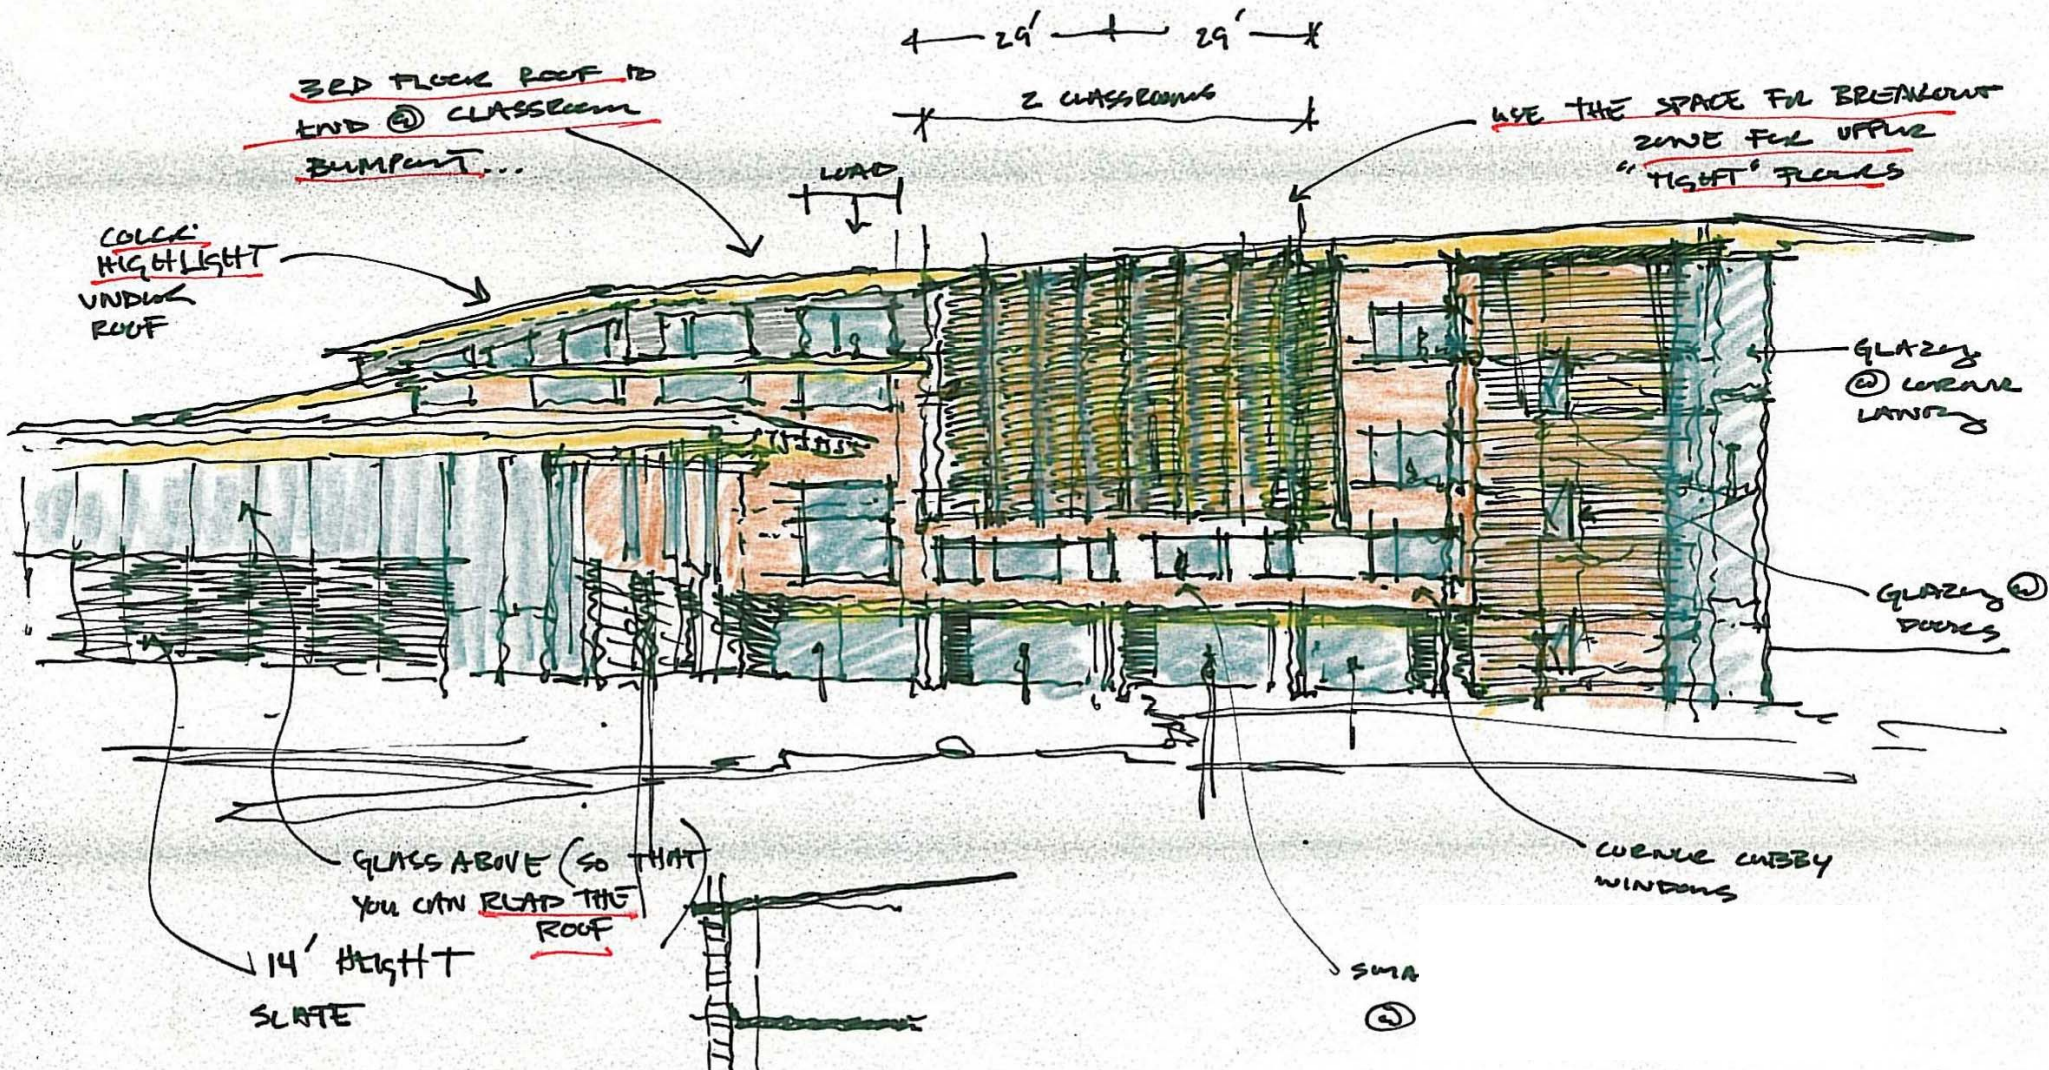 29' 29'
2 CLASSROOMS
3RD FLOOR ROOF TO
END @ CLASSROOM
BUMPOUT...
USE THE SPACE FOR BREAKOUT
ZONE FOR UPPER
"TIGHT" FLOORS
LOAD
COLOR
HIGHLIGHT
UNDER
ROOF
GLAZING
@ CORNER
LANDING
GLAZING @
DOORS
GLASS ABOVE (SO THAT
YOU CAN READ THE
ROOF
14' HEIGHT
SLATE
CORNER CUBBY
WINDOWS
@